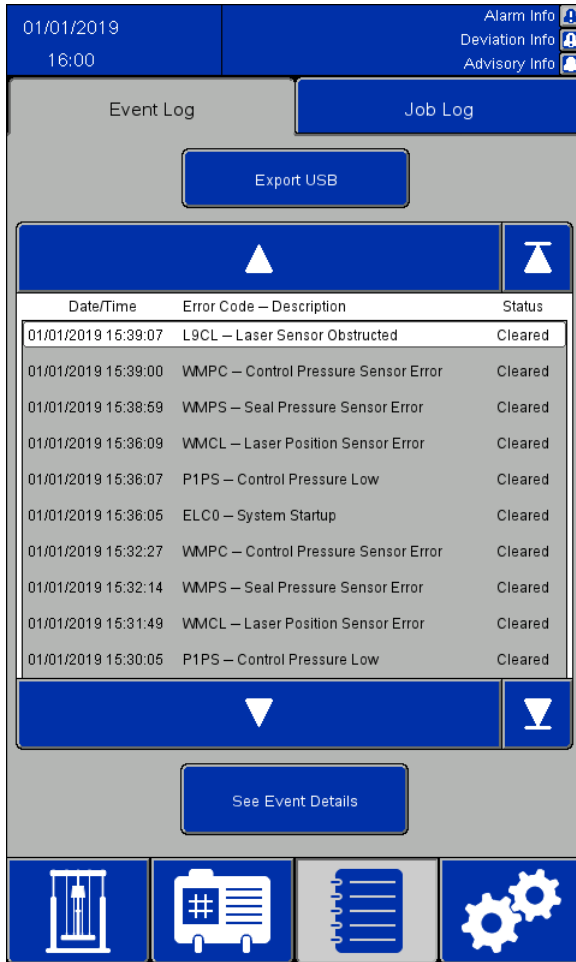 01/01/2019
16:00
Alarm Info
Deviation Info
Advisory Info
Event Log
Job Log
Export USB
Date/Time Error Code – Description Status
01/01/2019 15:39:07 L9CL – Laser Sensor Obstructed Cleared
01/01/2019 15:39:00 WMPC – Control Pressure Sensor Error Cleared
01/01/2019 15:38:59 WMPS – Seal Pressure Sensor Error Cleared
01/01/2019 15:36:09 WMCL – Laser Position Sensor Error Cleared
01/01/2019 15:36:07 P1PS – Control Pressure Low Cleared
01/01/2019 15:36:05 ELC0 – System Startup Cleared
01/01/2019 15:32:27 WMPC – Control Pressure Sensor Error Cleared
01/01/2019 15:32:14 WMPS – Seal Pressure Sensor Error Cleared
01/01/2019 15:31:49 WMCL – Laser Position Sensor Error Cleared
01/01/2019 15:30:05 P1PS – Control Pressure Low Cleared
See Event Details
#